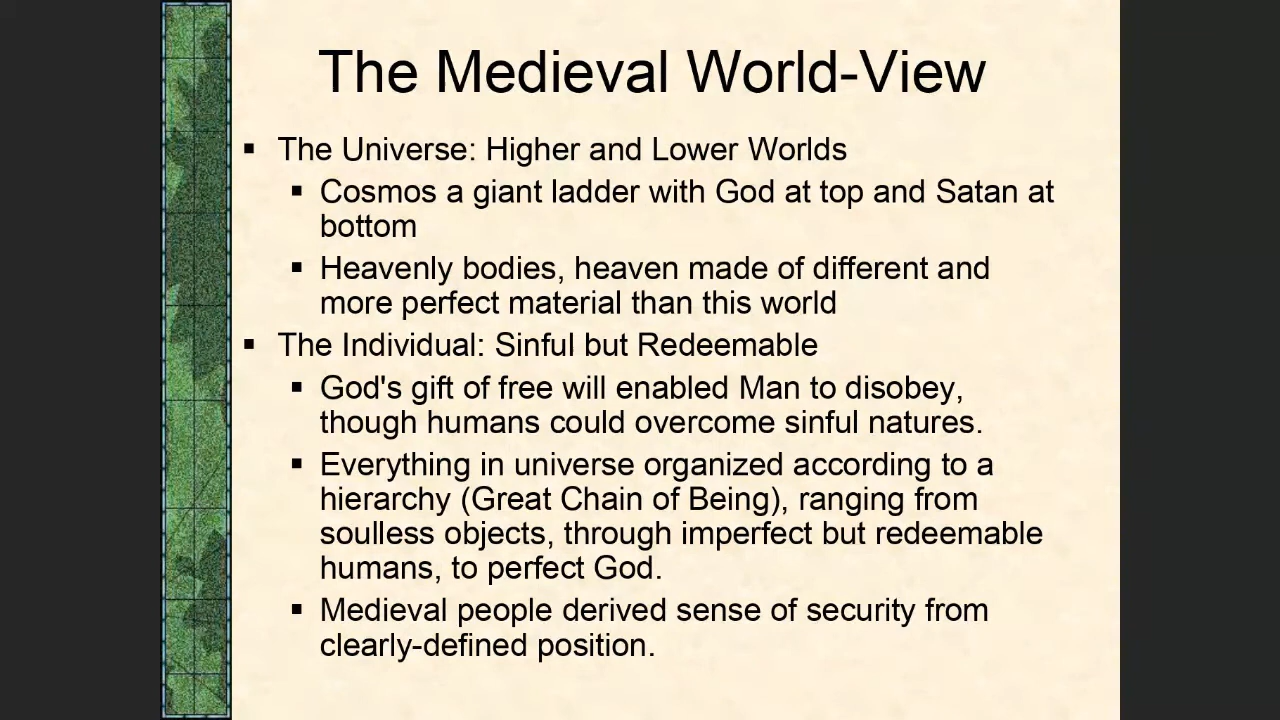 The Medieval World-View
▪ The Universe: Higher and Lower Worlds
▪ Cosmos a giant ladder with God at top and Satan at
bottom
▪ Heavenly bodies, heaven made of different and
more perfect material than this world
▪ The Individual: Sinful but Redeemable
▪ God's gift of free will enabled Man to disobey,
though humans could overcome sinful natures.
▪ Everything in universe organized according to a
hierarchy (Great Chain of Being), ranging from
soulless objects, through imperfect but redeemable
humans, to perfect God.
▪ Medieval people derived sense of security from
clearly-defined position.